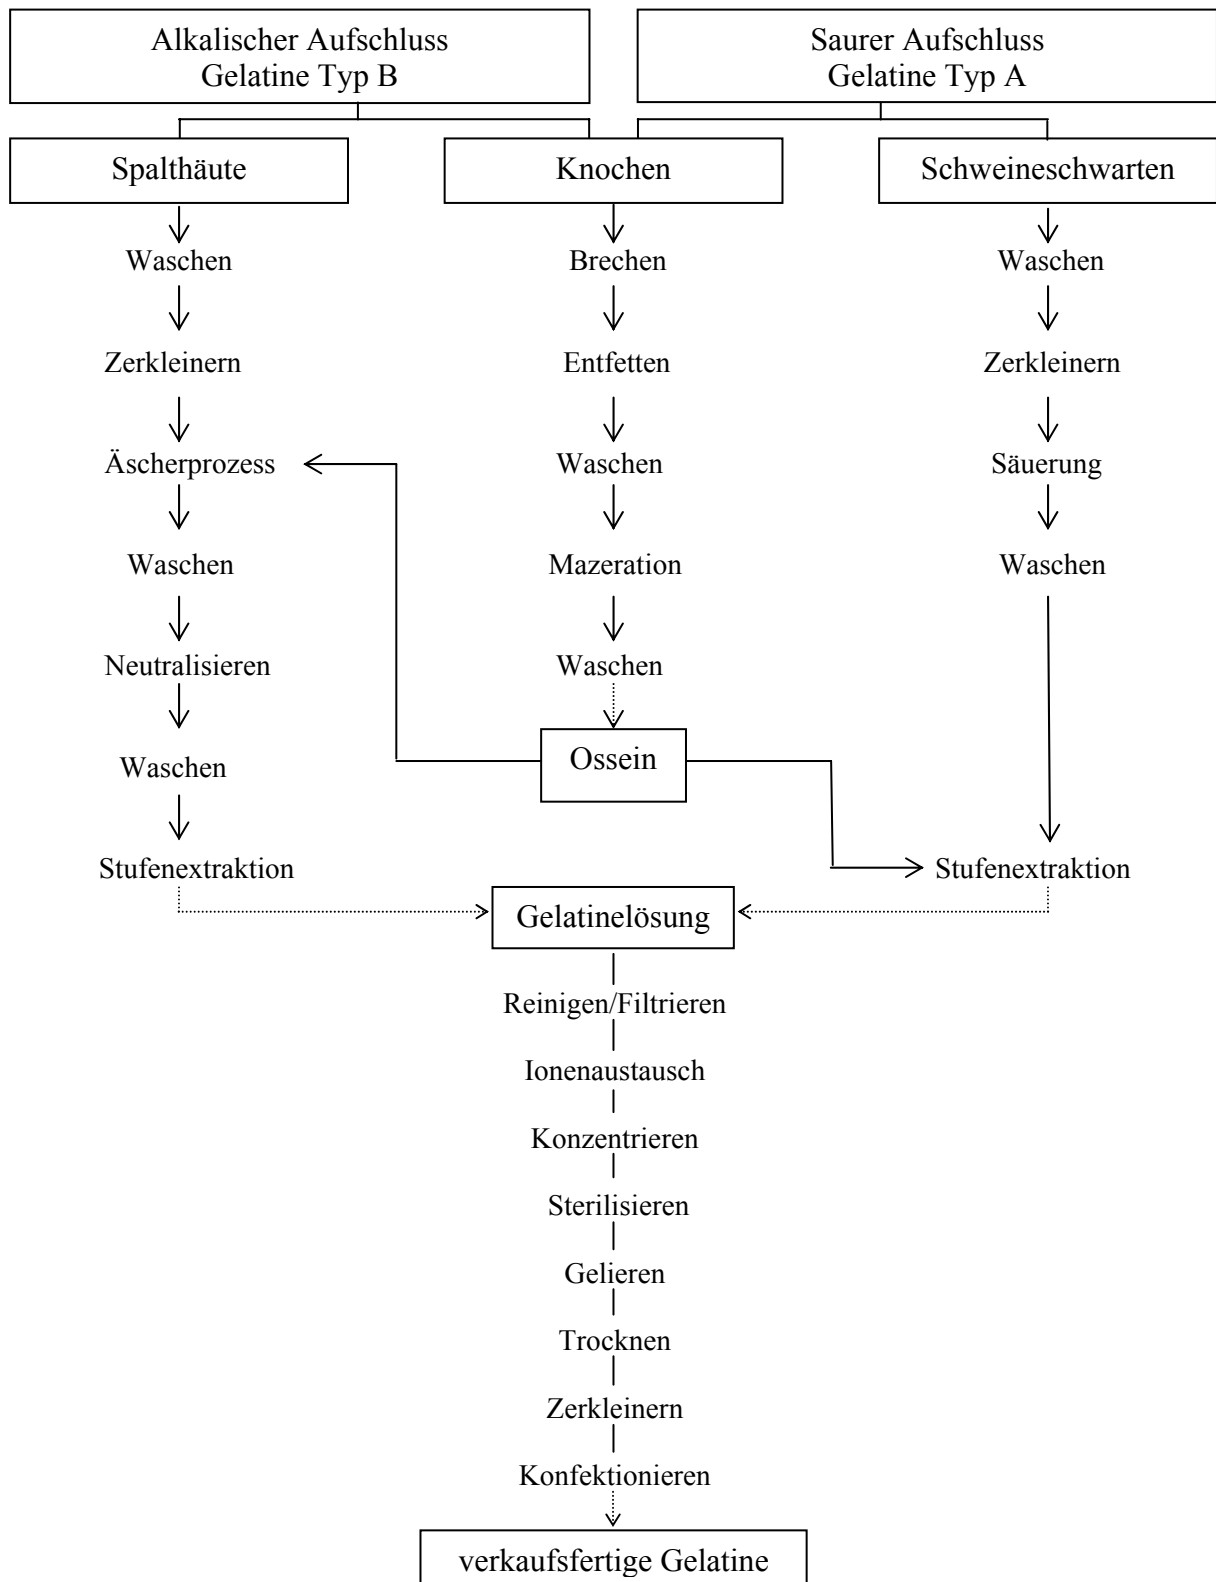 Alkalischer Aufschluss
Gelatine Typ B
Saurer Aufschluss
Gelatine Typ A
Spalthäute
Knochen
Schweineschwarten
Waschen
Brechen
Waschen
Zerkleinern
Entfetten
Zerkleinern
Äscherprozess
Waschen
Säuerung
Waschen
Mazeration
Waschen
Neutralisieren
Waschen
Waschen
Ossein
Stufenextraktion
Stufenextraktion
Gelatinelösung
Reinigen/Filtrieren
Ionenaustausch
Konzentrieren
Sterilisieren
Gelieren
Trocknen
Zerkleinern
Konfektionieren
verkaufsfertige Gelatine